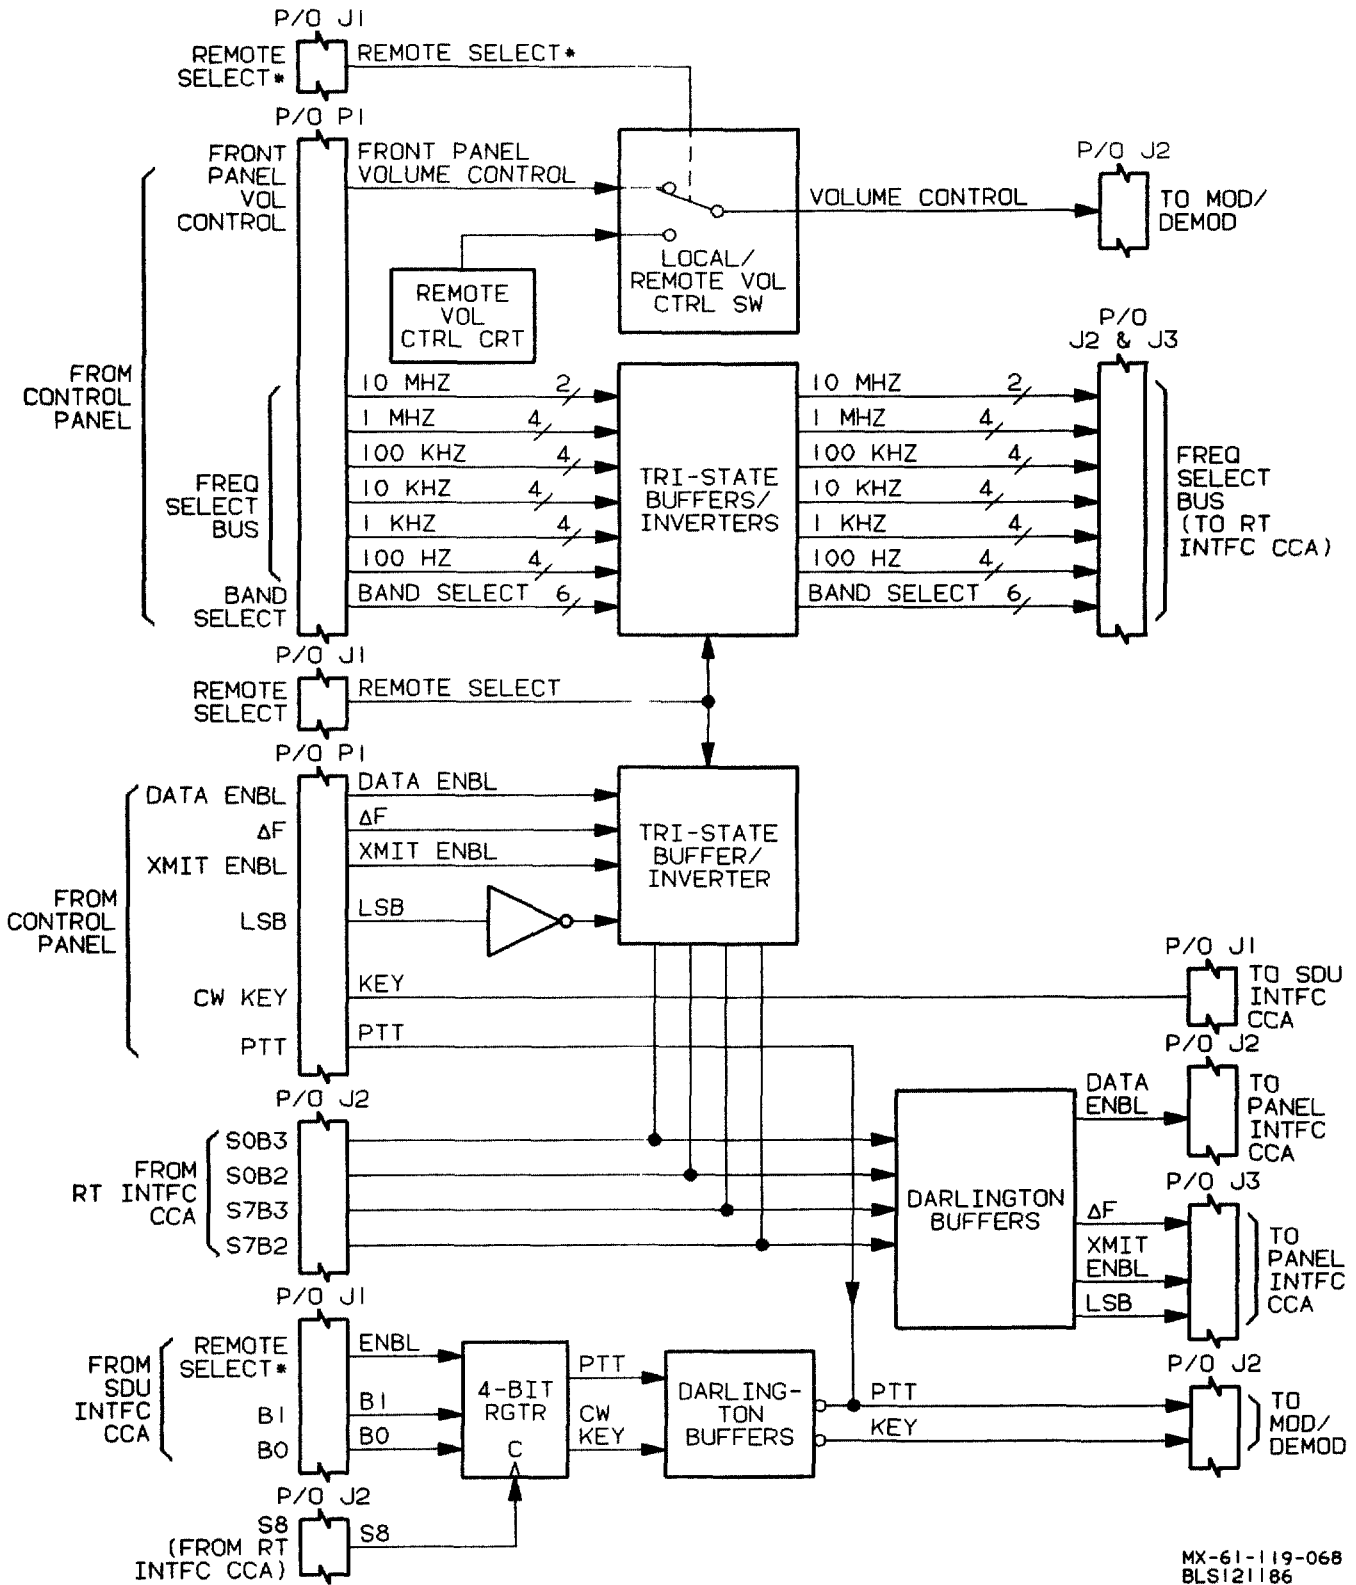 P/O J1
REMOTE
SELECT*
REMOTE SELECT*
P/O P1
FRONT
PANEL
VOL
CONTROL
FRONT PANEL
VOLUME CONTROL
LOCAL/
REMOTE VOL
CTRL SW
REMOTE
VOL
CTRL CRT
VOLUME CONTROL
P/O J2
TO MOD/
DEMOD
FROM
CONTROL
PANEL
FREQ
SELECT
BUS
BAND
SELECT
10 MHZ 2
1 MHZ 4
100 KHZ 4
10 KHZ 4
1 KHZ 4
100 HZ 4
BAND SELECT 6
TRI-STATE
BUFFERS/
INVERTERS
10 MHZ 2
1 MHZ 4
100 KHZ 4
10 KHZ 4
1 KHZ 4
100 HZ 4
BAND SELECT 6
P/O
J2 & J3
FREQ
SELECT
BUS
(TO RT
INTFC CCA)
P/O J1
REMOTE
SELECT
REMOTE SELECT
P/O P1
FROM
CONTROL
PANEL
DATA ENBL
ΔF
XMIT ENBL
LSB
CW KEY
PTT
DATA ENBL
ΔF
XMIT ENBL
LSB
KEY
PTT
TRI-STATE
BUFFER/
INVERTER
P/O J1
TO SDU
INTFC
CCA
P/O J2
FROM
RT INTFC
CCA
S0B3
S0B2
S7B3
S7B2
DARLINGTON
BUFFERS
DATA
ENBL
P/O J2
TO
PANEL
INTFC
CCA
ΔF
XMIT
ENBL
LSB
P/O J3
TO
PANEL
INTFC
CCA
P/O J1
FROM
SDU
INTFC
CCA
REMOTE
SELECT*
B1
B0
ENBL
B1
B0
4-BIT
RGTR
C
PTT
CW
KEY
DARLING-
TON
BUFFERS
PTT
KEY
P/O J2
TO
MOD/
DEMOD
P/O J2
S8
(FROM RT
INTFC CCA)
S8
MX-61-119-068
BLS121186